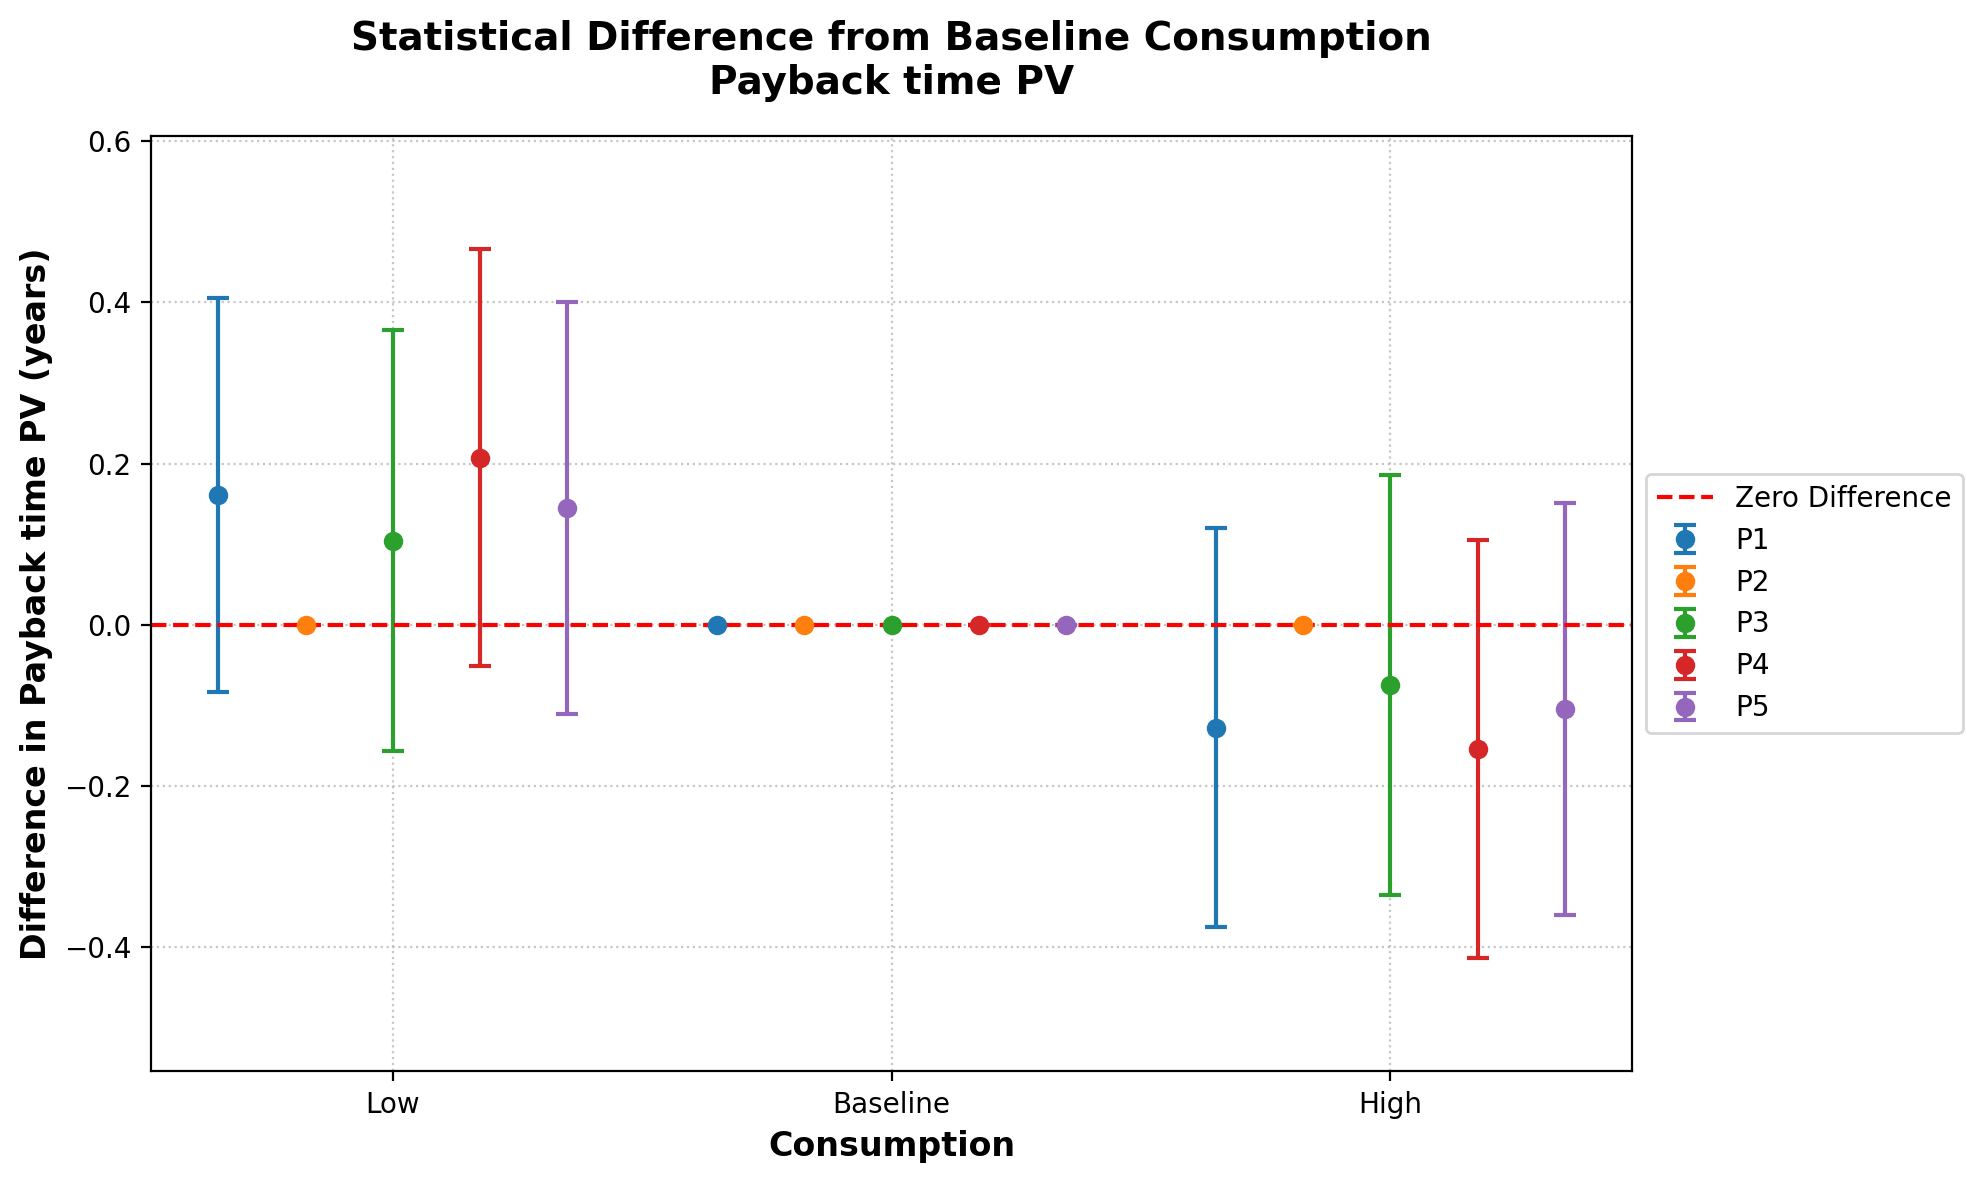 Statistical Difference from Baseline Consumption
Payback time PV
Difference in Payback time PV (years)
0.6
0.4
0.2
0.0
−0.2
−0.4
Low
Baseline
High
Consumption
Zero Difference
P1
P2
P3
P4
P5